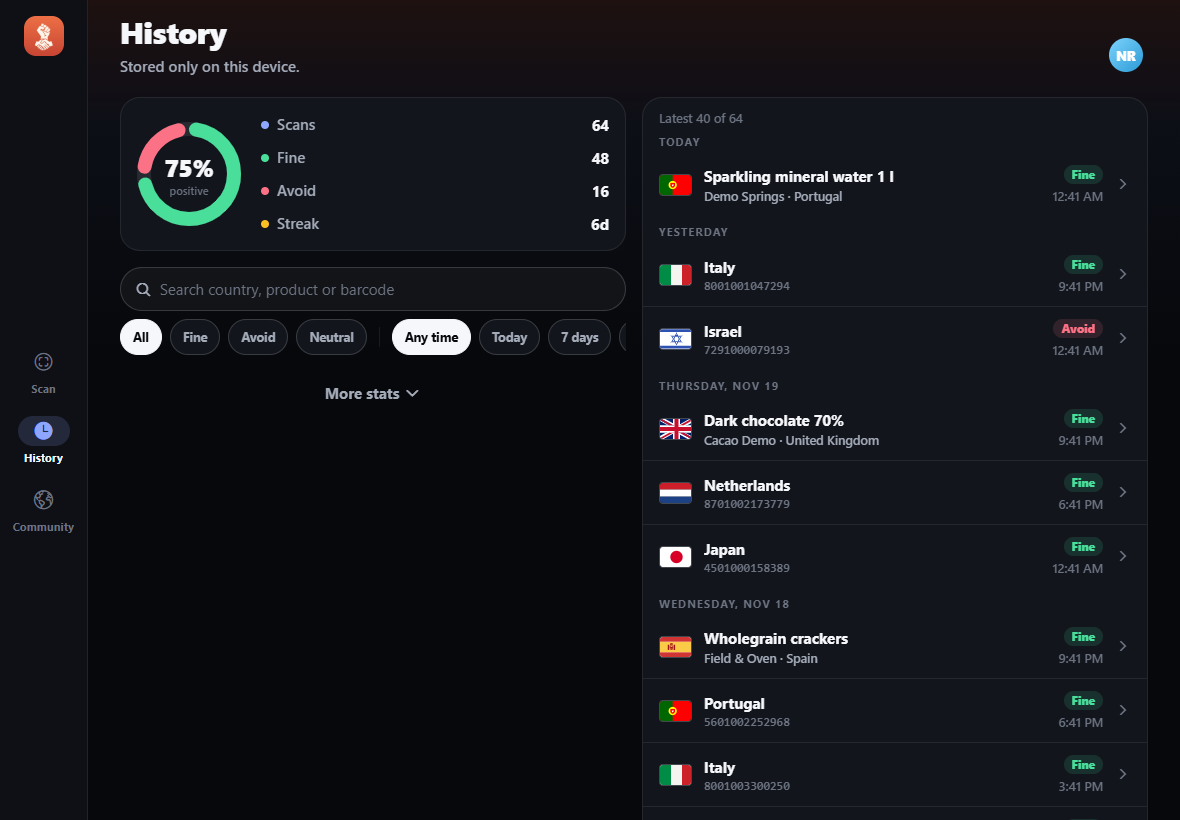 History
Stored only on this device.
NR
75%
positive
Scans 64
Fine 48
Avoid 16
Streak 6d
Search country, product or barcode
All Fine Avoid Neutral Any time Today 7 days
More stats
Scan
History
Community
Latest 40 of 64
TODAY
Sparkling mineral water 1 l Fine
Demo Springs · Portugal 12:41 AM
YESTERDAY
Italy Fine
8001001047294 9:41 PM
Israel Avoid
7291000079193 12:41 AM
THURSDAY, NOV 19
Dark chocolate 70% Fine
Cacao Demo · United Kingdom 9:41 PM
Netherlands Fine
8701002173779 6:41 PM
Japan Fine
4501000158389 12:41 AM
WEDNESDAY, NOV 18
Wholegrain crackers Fine
Field & Oven · Spain 9:41 PM
Portugal Fine
5601002252968 6:41 PM
Italy Fine
8001003300250 3:41 PM